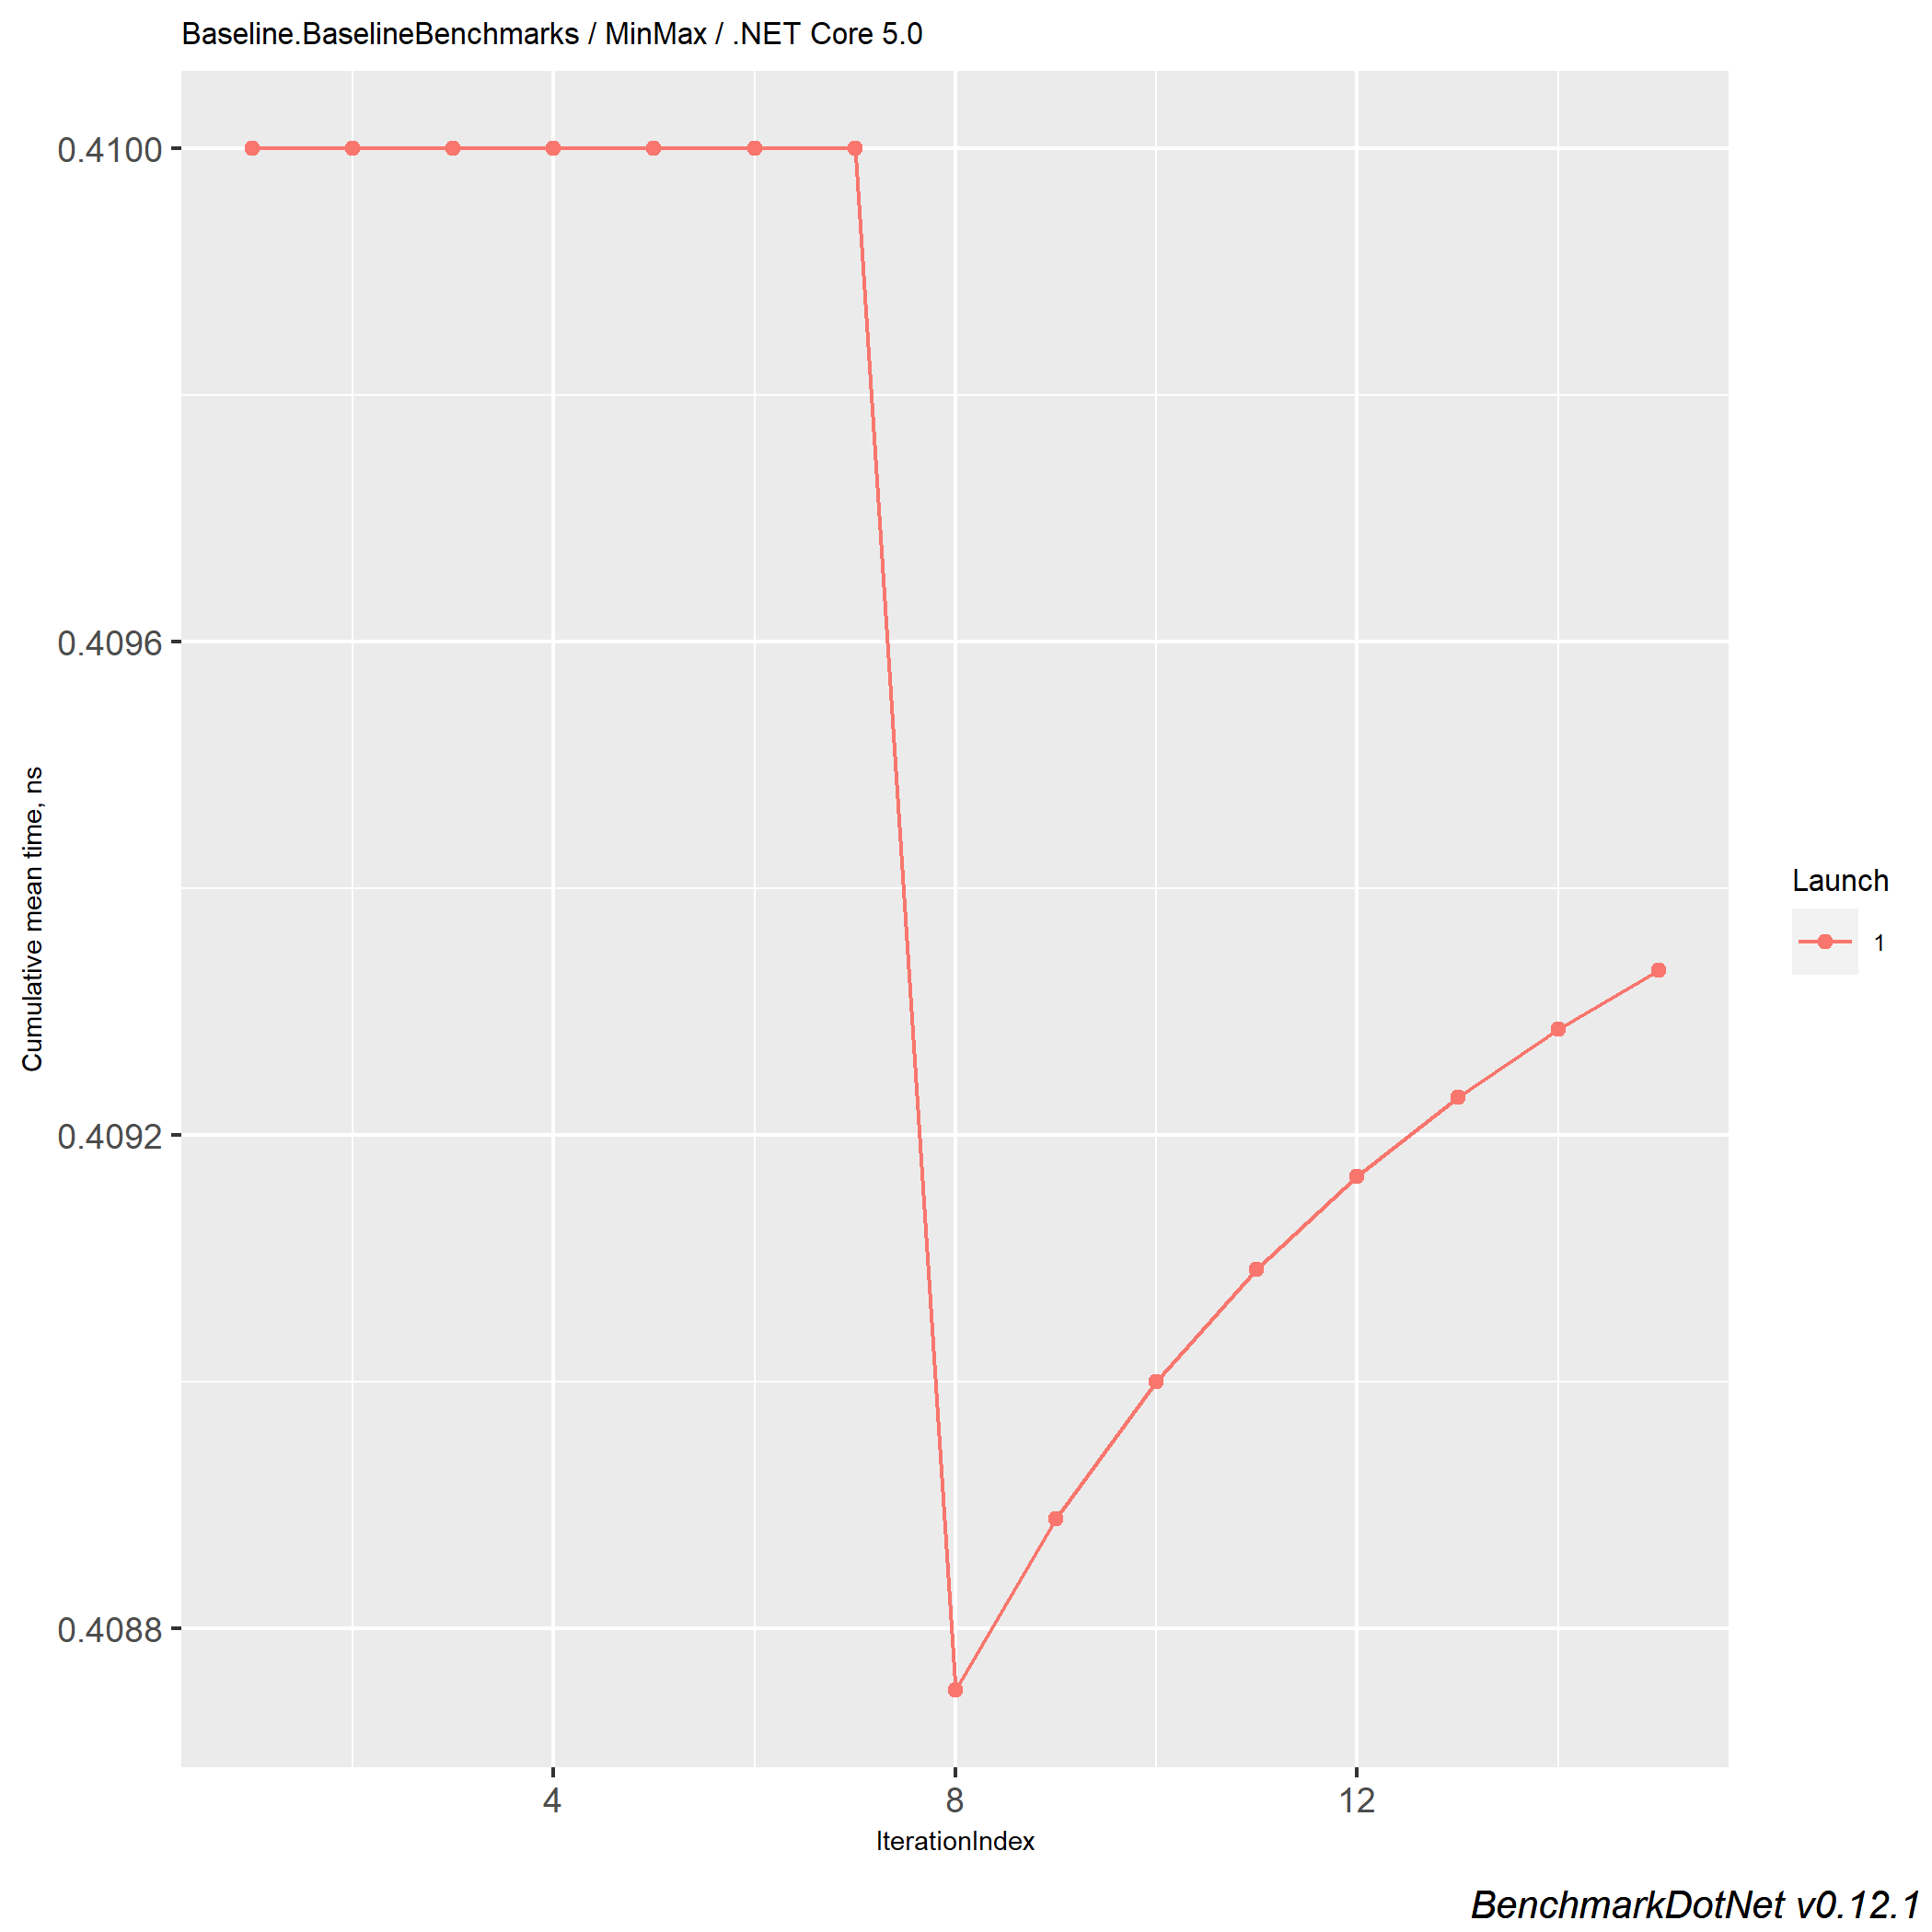 Baseline.BaselineBenchmarks / MinMax / .NET Core 5.0
Cumulative mean time, ns
0.4100
0.4096
0.4092
0.4088
4
8
12
IterationIndex
Launch
1
BenchmarkDotNet v0.12.1